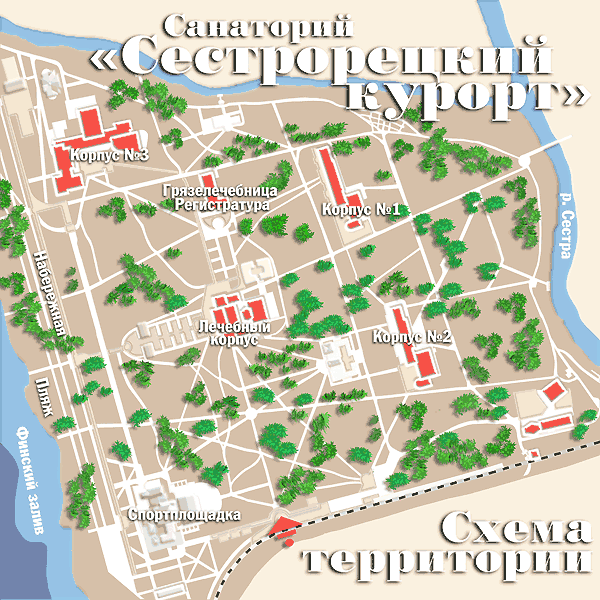 Санаторий
«Сестрорецкий
курорт»
Корпус №3
Грязелечебница
Регистратура
Корпус №1
р. Сестра
Набережная
Лечебный
корпус
Корпус №2
Пляж
Финский залив
Спортплощадка
Схема
территории